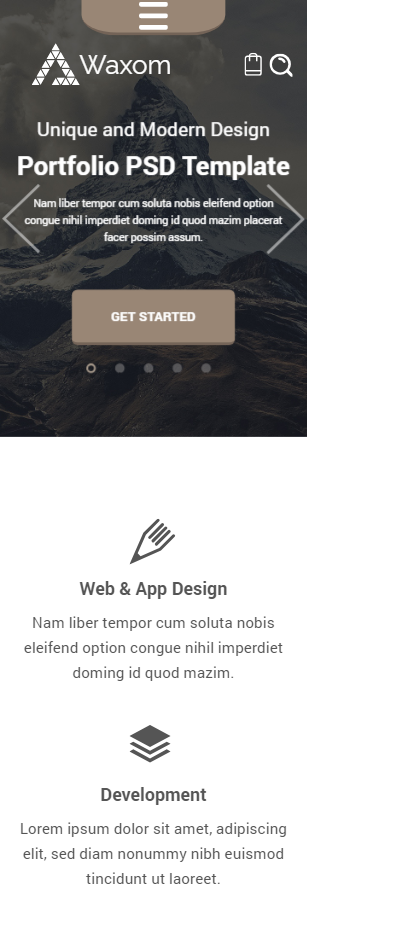 Waxom
Unique and Modern Design
Portfolio PSD Template
Nam liber tempor cum soluta nobis eleifend option
congue nihil imperdiet doming id quod mazim placerat
facer possim assum.
GET STARTED
Web & App Design
Nam liber tempor cum soluta nobis
eleifend option congue nihil imperdiet
doming id quod mazim.
Development
Lorem ipsum dolor sit amet, adipiscing
elit, sed diam nonummy nibh euismod
tincidunt ut laoreet.